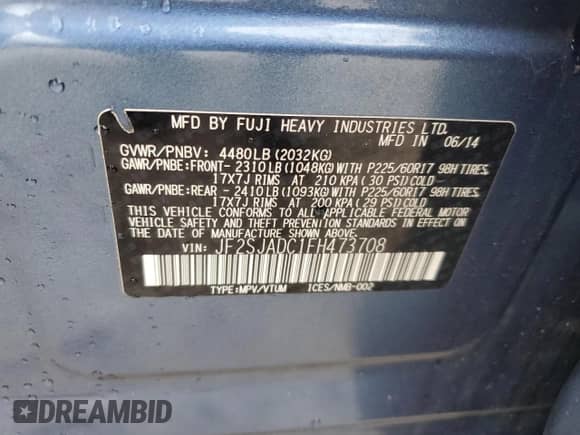 MFD BY FUJI HEAVY INDUSTRIES LTD.
MFD IN 06/14
GVWR/PNBV: 4480LB (2032KG)
GAWR/PNBE:FRONT-2310LB (1048KG) WITH P225/60R17 98H TIRES,
17X7J RIMS AT 210 KPA (30 PSI) COLD
GAWR/PNBE:REAR -2410LB (1093KG) WITH P225/60R17 98H TIRES,
17X7J RIMS AT 200 KPA (29 PSI) COLD
THIS VEHICLE CONFORMS TO ALL APPLICABLE FEDERAL MOTOR
VEHICLE SAFETY AND THEFT PREVENTION STANDARDS IN EFFECT ON
THE DATE OF MANUFACTURE SHOWN ABOVE.
VIN: JF2SJADC1FH473708
TYPE:MPV/VTUM ICES/NMB-002
DREAMBID